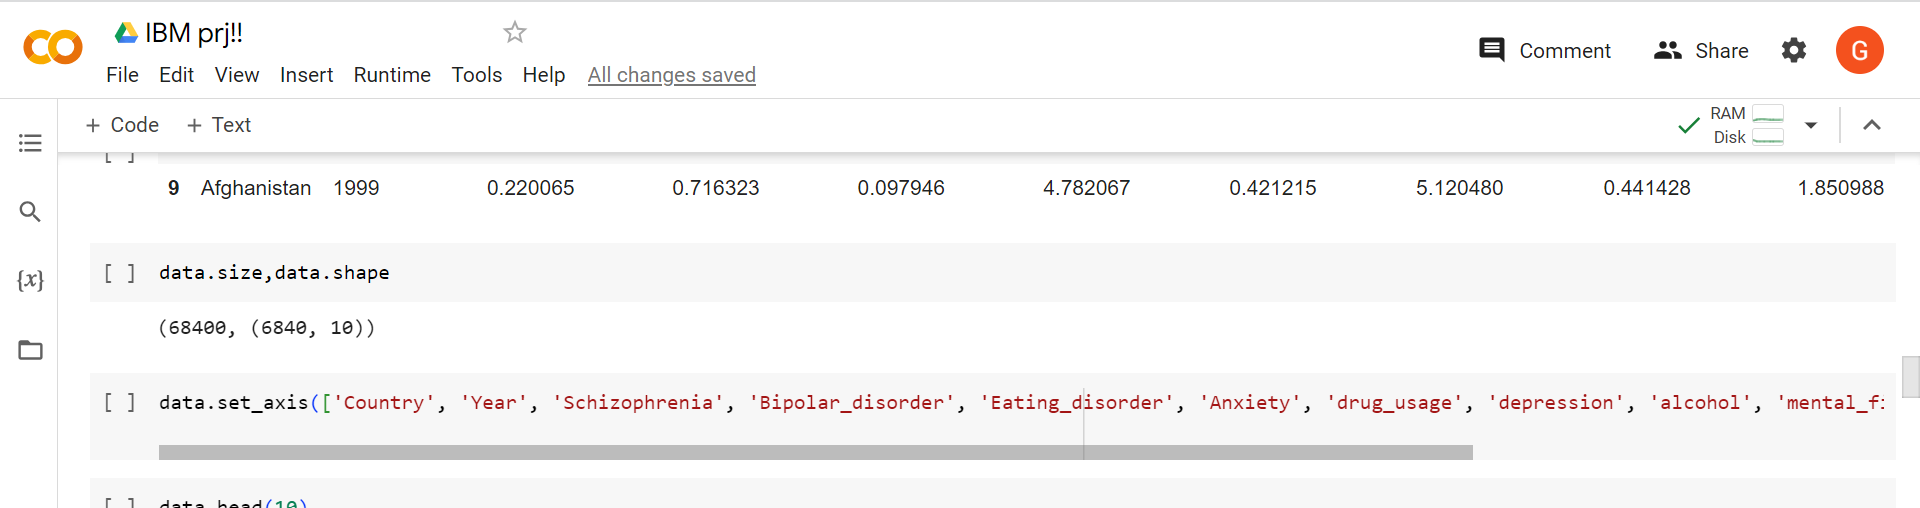 IBM prj!!
File Edit View Insert Runtime Tools Help All changes saved
Comment Share G
+ Code + Text
RAM
Disk
[ ]
9 Afghanistan 1999 0.220065 0.716323 0.097946 4.782067 0.421215 5.120480 0.441428 1.850988
{x}
[ ] data.size,data.shape
(68400, (6840, 10))
[ ] data.set_axis(['Country', 'Year', 'Schizophrenia', 'Bipolar_disorder', 'Eating_disorder', 'Anxiety', 'drug_usage', 'depression', 'alcohol', 'mental_fi
[ ] data.head(10)